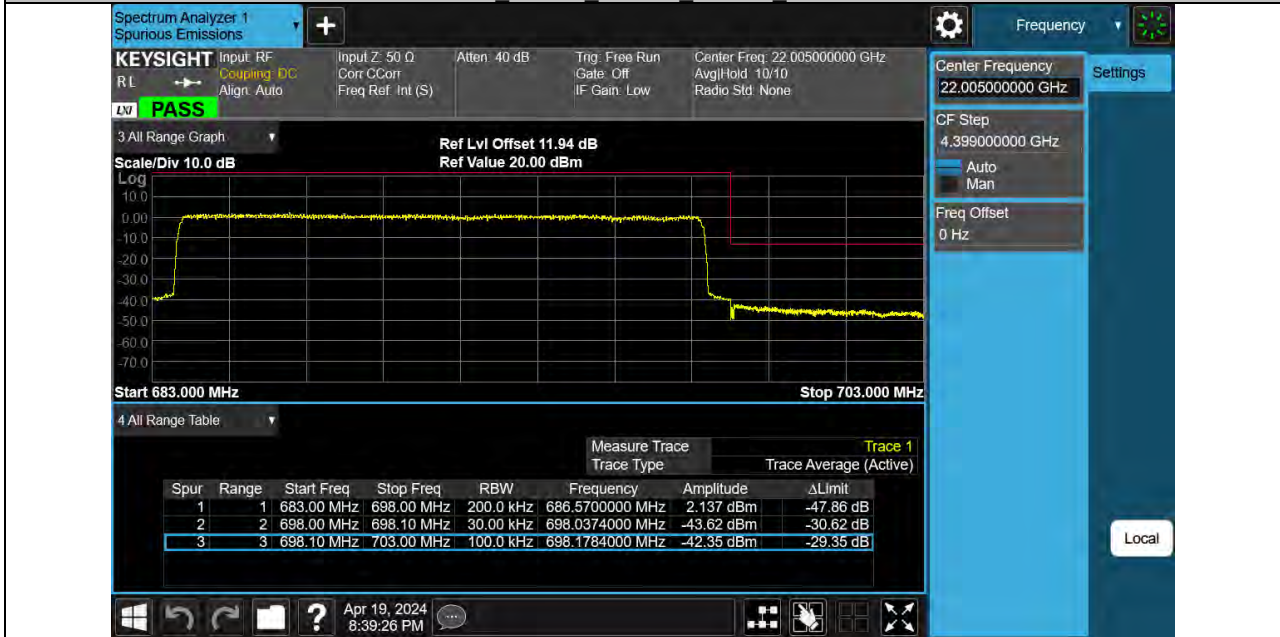 Spectrum Analyzer 1
Spurious Emissions
KEYSIGHT
RL
LXI
PASS
Input: RF
Coupling: DC
Align: Auto
Input Z: 50 Ω
Corr CCorr
Freq Ref: Int (S)
Atten: 40 dB
Trig: Free Run
Gate: Off
IF Gain: Low
Center Freq: 22.005000000 GHz
Avg|Hold: 10/10
Radio Std: None
3 All Range Graph
Scale/Div 10.0 dB
Ref Lvl Offset 11.94 dB
Ref Value 20.00 dBm
Log
10.0
0.00
-10.0
-20.0
-30.0
-40.0
-50.0
-60.0
-70.0
Start 683.000 MHz
Stop 703.000 MHz
4 All Range Table
Measure Trace Trace 1
Trace Type Trace Average (Active)
Spur Range Start Freq Stop Freq RBW Frequency Amplitude ΔLimit
1 1 683.00 MHz 698.00 MHz 200.0 kHz 686.5700000 MHz 2.137 dBm -47.86 dB
2 2 698.00 MHz 698.10 MHz 30.00 kHz 698.0374000 MHz -43.62 dBm -30.62 dB
3 3 698.10 MHz 703.00 MHz 100.0 kHz 698.1784000 MHz -42.35 dBm -29.35 dB
?
Apr 19, 2024
8:39:26 PM
Frequency
Settings
Center Frequency
22.005000000 GHz
CF Step
4.399000000 GHz
Auto
Man
Freq Offset
0 Hz
Local